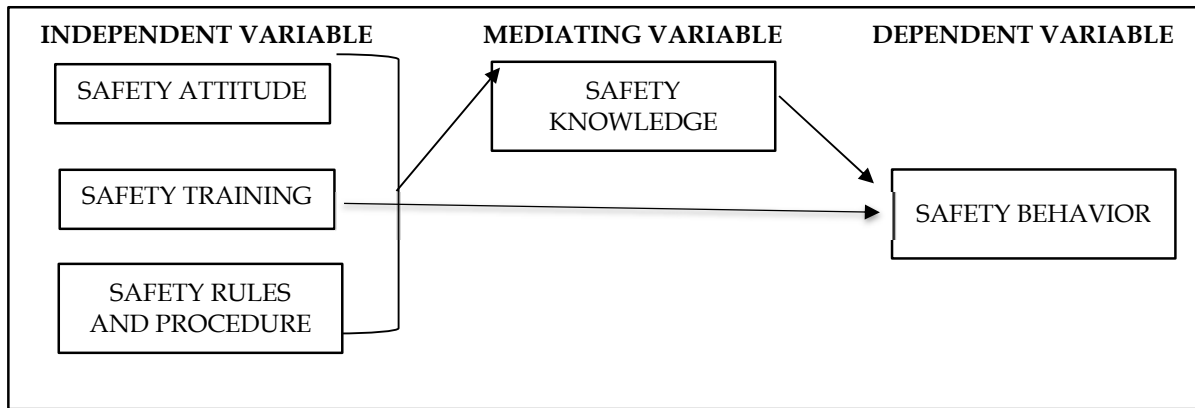 INDEPENDENT VARIABLE
MEDIATING VARIABLE
DEPENDENT VARIABLE
SAFETY ATTITUDE
SAFETY
KNOWLEDGE
SAFETY TRAINING
SAFETY BEHAVIOR
SAFETY RULES
AND PROCEDURE